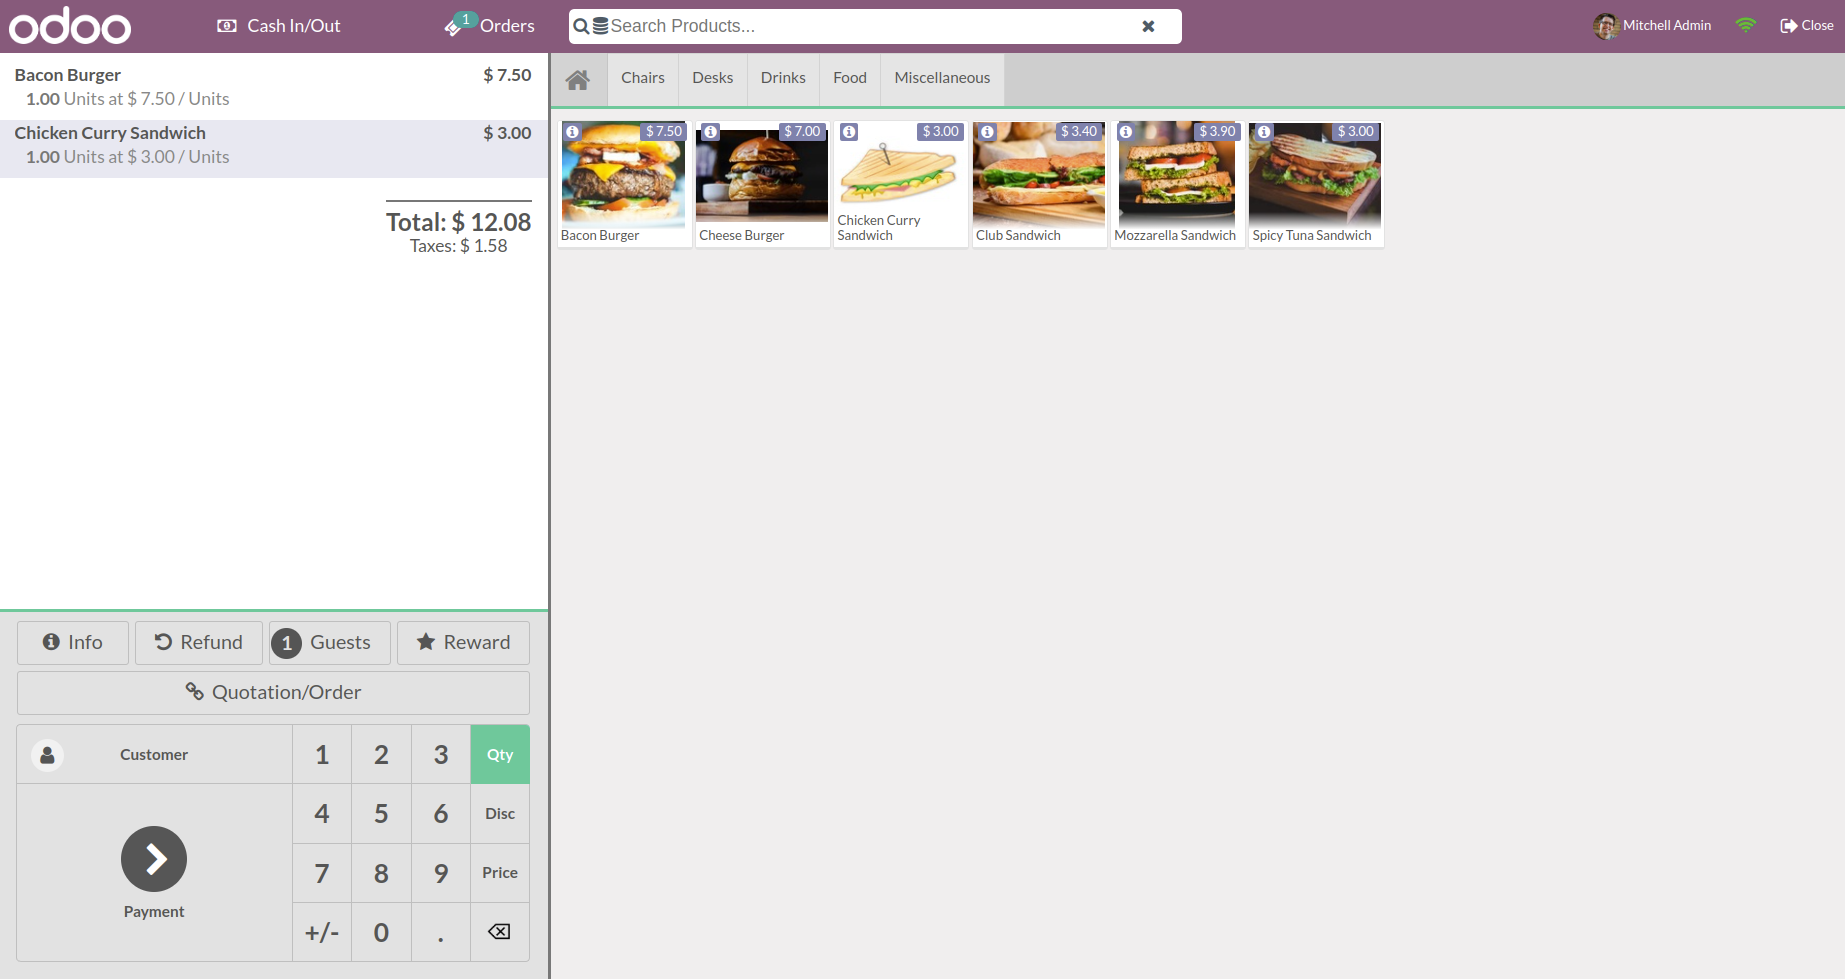 odoo
Cash In/Out
1
Orders
Search Products...
Mitchell Admin
Close
Bacon Burger
$ 7.50
1.00 Units at $ 7.50 / Units
Chicken Curry Sandwich
$ 3.00
1.00 Units at $ 3.00 / Units
Total: $ 12.08
Taxes: $ 1.58
Info
Refund
1 Guests
Reward
Quotation/Order
Customer
1
2
3
Qty
4
5
6
Disc
7
8
9
Price
+/-
0
.
Payment
Chairs
Desks
Drinks
Food
Miscellaneous
$ 7.50
Bacon Burger
$ 7.00
Cheese Burger
$ 3.00
Chicken Curry
Sandwich
$ 3.40
Club Sandwich
$ 3.90
Mozzarella Sandwich
$ 3.00
Spicy Tuna Sandwich